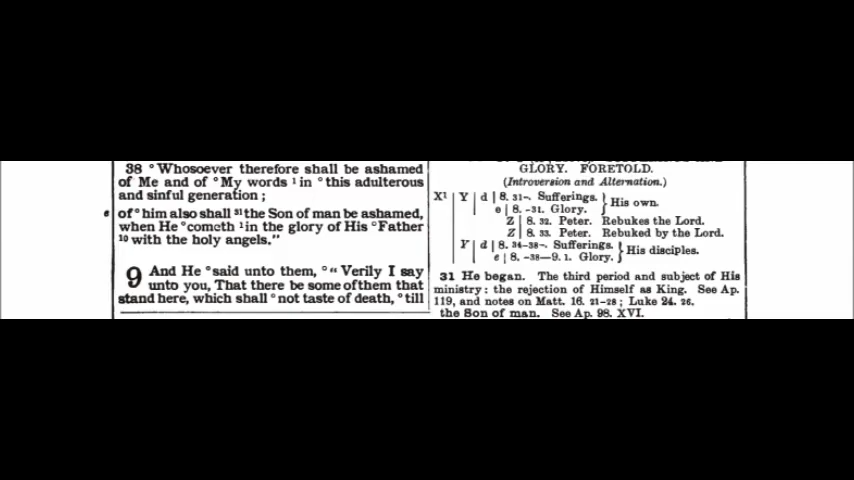 38 °Whosoever therefore shall be ashamed
of Me and of °My words ¹in °this adulterous
and sinful generation;
e of °him also shall ³¹the Son of man be ashamed,
when He °cometh ¹in the glory of His °Father
¹⁰with the holy angels."
9 And He °said unto them, °“Verily I say
unto you, That there be some of them that
stand here, which shall °not taste of death, °till
GLORY. FORETOLD.
(Introversion and Alternation.)
X¹ | Y | d | 8. 31-. Sufferings. } His own.
e | 8. -31. Glory.
Z | 8. 32. Peter. Rebukes the Lord.
Z | 8. 33. Peter. Rebuked by the Lord.
Y | d | 8. 34-38-. Sufferings. } His disciples.
e | 8. -38—9. 1. Glory.
31 He began. The third period and subject of His
ministry: the rejection of Himself as King. See Ap.
119, and notes on Matt. 16. 21-28; Luke 24. 26.
the Son of man. See Ap. 98. XVI.